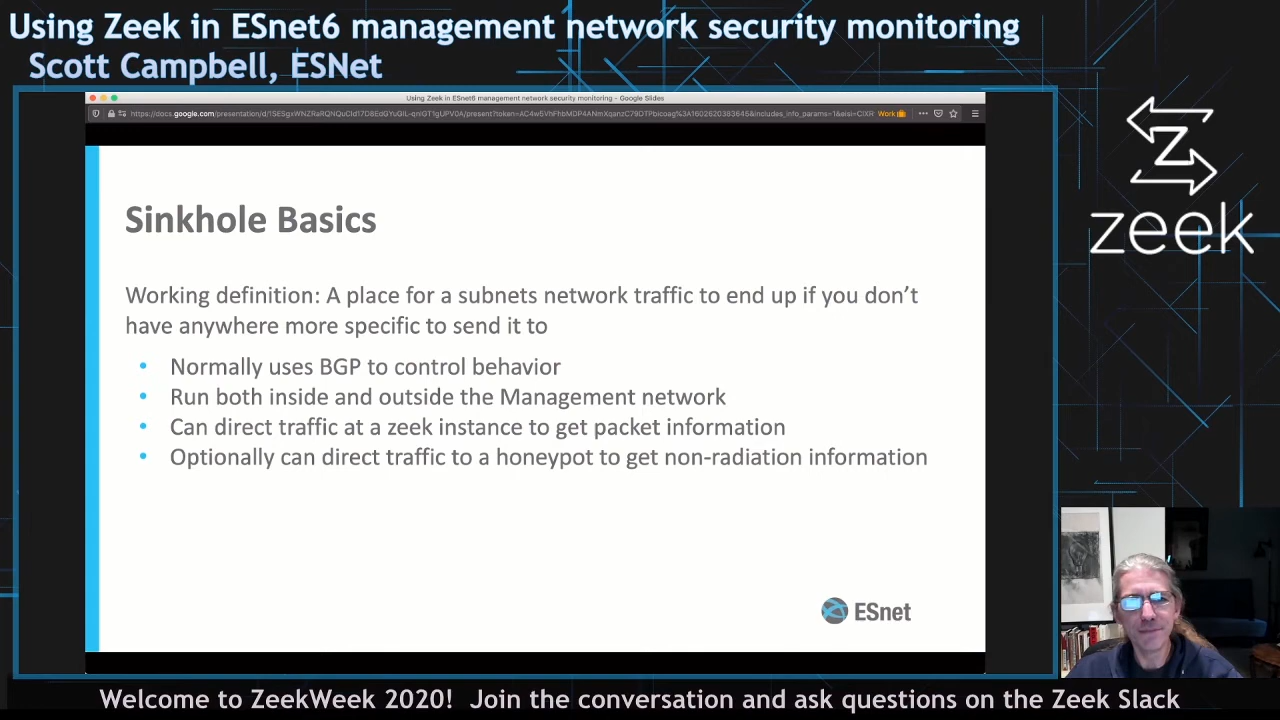 Using Zeek in ESnet6 management network security monitoring
Scott Campbell, ESNet
Using Zeek in ESnet6 management network security monitoring - Google Slides
Work
Sinkhole Basics
Working definition: A place for a subnets network traffic to end up if you don't
have anywhere more specific to send it to
• Normally uses BGP to control behavior
• Run both inside and outside the Management network
• Can direct traffic at a zeek instance to get packet information
• Optionally can direct traffic to a honeypot to get non-radiation information
ESnet
zeek
Welcome to ZeekWeek 2020! Join the conversation and ask questions on the Zeek Slack